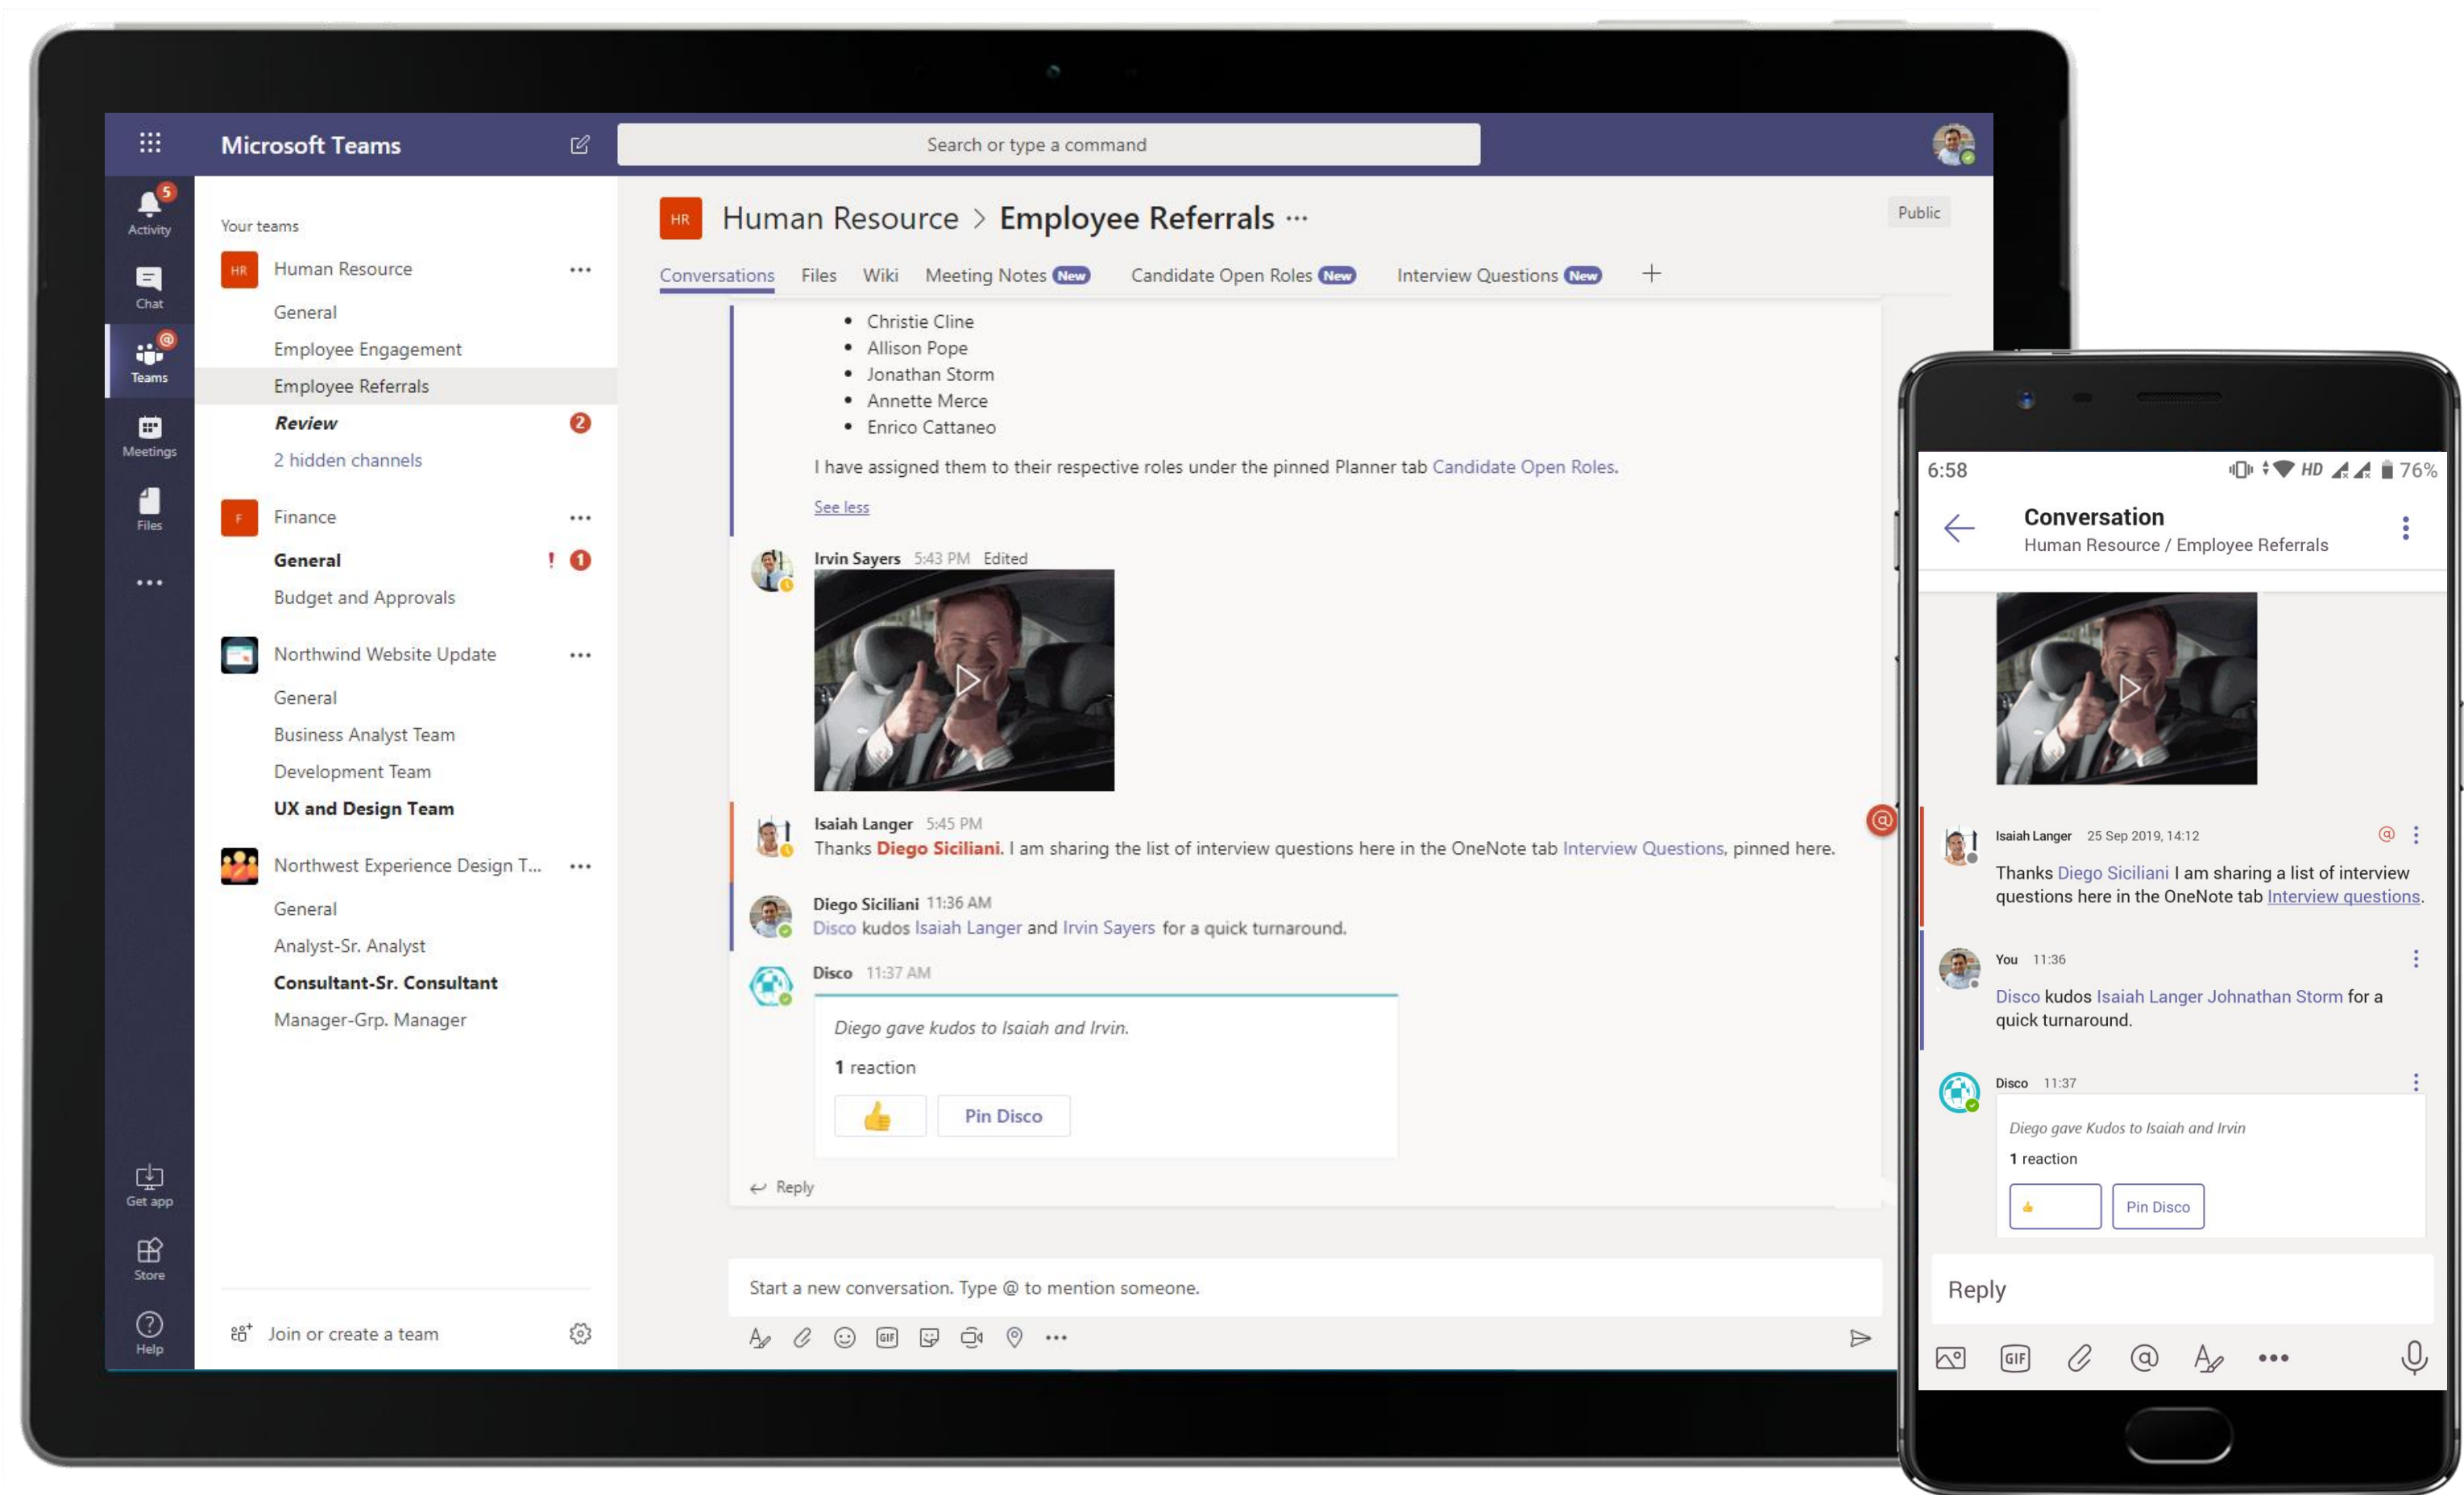 Microsoft Teams
Search or type a command
5
Activity
Chat
@
Teams
Meetings
Files
Get app
Store
Help
Your teams
HR
Human Resource
General
Employee Engagement
Employee Referrals
Review
2
2 hidden channels
F
Finance
General
! 1
Budget and Approvals
Northwind Website Update
General
Business Analyst Team
Development Team
UX and Design Team
Northwest Experience Design T...
General
Analyst-Sr. Analyst
Consultant-Sr. Consultant
Manager-Grp. Manager
Join or create a team
HR
Human Resource > Employee Referrals ...
Public
Conversations Files Wiki Meeting Notes New Candidate Open Roles New Interview Questions New +
• Christie Cline
• Allison Pope
• Jonathan Storm
• Annette Merce
• Enrico Cattaneo
I have assigned them to their respective roles under the pinned Planner tab Candidate Open Roles.
See less
Irvin Sayers 5:43 PM Edited
Isaiah Langer 5:45 PM
@
Thanks Diego Siciliani. I am sharing the list of interview questions here in the OneNote tab Interview Questions, pinned here.
Diego Siciliani 11:36 AM
Disco kudos Isaiah Langer and Irvin Sayers for a quick turnaround.
Disco 11:37 AM
Diego gave kudos to Isaiah and Irvin.
1 reaction
Pin Disco
Reply
Start a new conversation. Type @ to mention someone.
GIF
6:58
HD 76%
Conversation
Human Resource / Employee Referrals
Isaiah Langer 25 Sep 2019, 14:12
@
Thanks Diego Siciliani I am sharing a list of interview
questions here in the OneNote tab Interview questions.
You 11:36
Disco kudos Isaiah Langer Johnathan Storm for a
quick turnaround.
Disco 11:37
Diego gave Kudos to Isaiah and Irvin
1 reaction
Pin Disco
Reply
GIF @